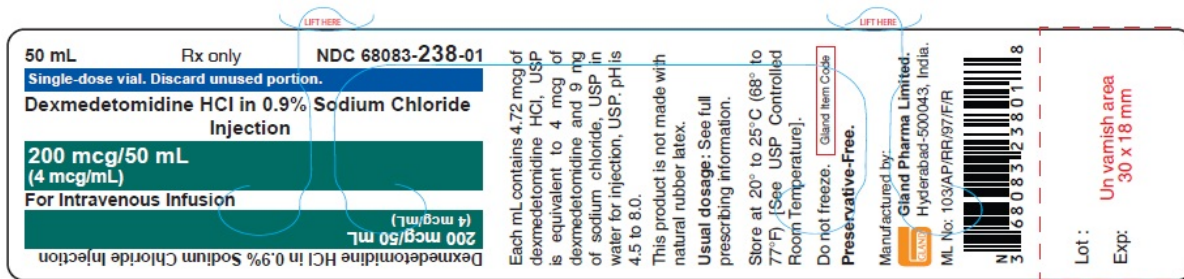 LIFT HERE
LIFT HERE
50 mL Rx only NDC 68083-238-01
Single-dose vial. Discard unused portion.
Dexmedetomidine HCl in 0.9% Sodium Chloride
Injection
200 mcg/50 mL
(4 mcg/mL)
For Intravenous Infusion
Dexmedetomidine HCl in 0.9% Sodium Chloride Injection
200 mcg/50 mL
(4 mcg/mL)
Each mL contains 4.72 mcg of
dexmedetomidine HCl, USP
is equivalent to 4 mcg of
dexmedetomidine and 9 mg
of sodium chloride, USP in
water for injection, USP. pH is
4.5 to 8.0.
This product is not made with
natural rubber latex.
Usual dosage: See full
prescribing information.
Store at 20° to 25°C (68° to
77°F) [See USP Controlled
Room Temperature].
Do not freeze.
Gland Item Code
Preservative-Free.
Manufactured by:
GLAND
Gland Pharma Limited.
Hyderabad-500043, India.
ML No: 103/AP/RR/97/F/R
N
3 68083 23801 8
Un varnish area
30 x 18 mm
Lot :
Exp: